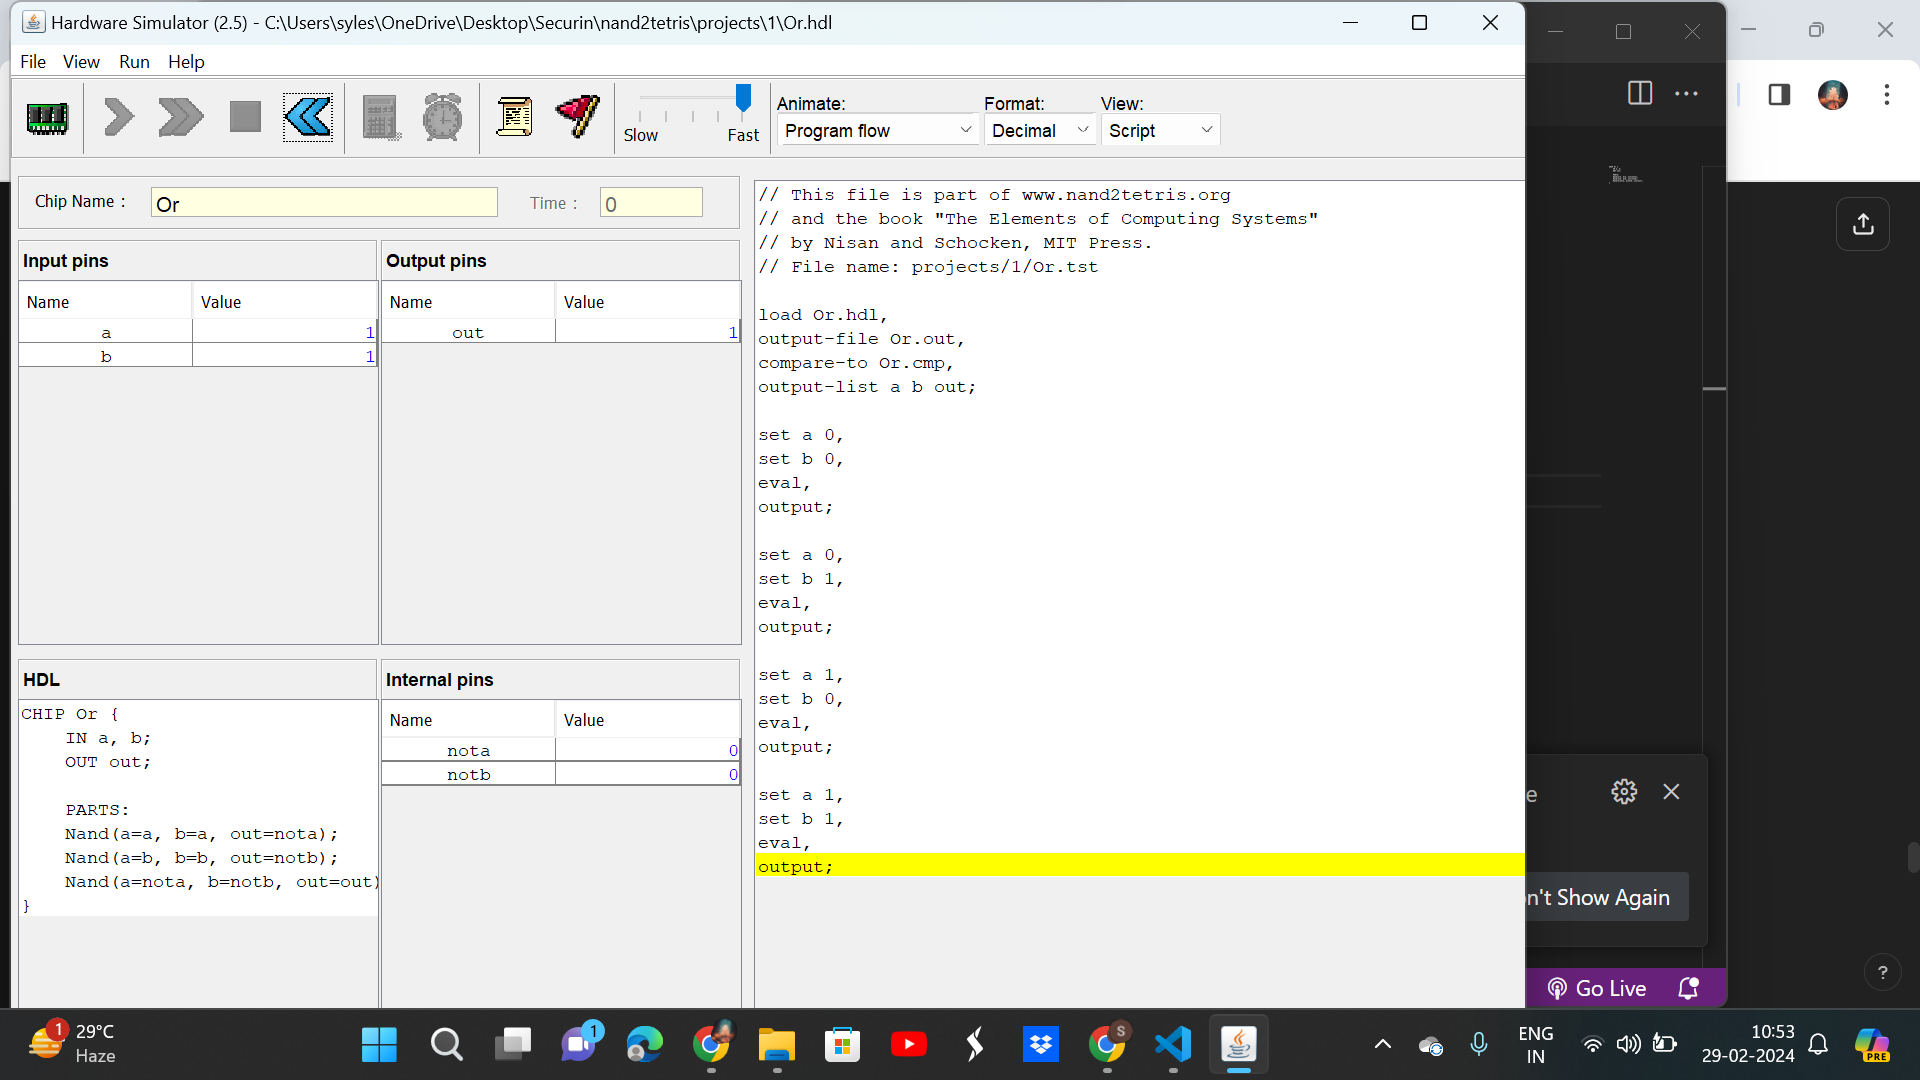 Hardware Simulator (2.5) - C:\Users\syles\OneDrive\Desktop\Securin\nand2tetris\projects\1\Or.hdl
File View Run Help
Slow Fast
Animate: Format: View:
Program flow Decimal Script
Chip Name : Or Time : 0
Input pins
Name Value
a 1
b 1
Output pins
Name Value
out 1
HDL
CHIP Or {
IN a, b;
OUT out;
PARTS:
Nand(a=a, b=a, out=nota);
Nand(a=b, b=b, out=notb);
Nand(a=nota, b=notb, out=out)
}
Internal pins
Name Value
nota 0
notb 0
// This file is part of www.nand2tetris.org
// and the book "The Elements of Computing Systems"
// by Nisan and Schocken, MIT Press.
// File name: projects/1/Or.tst
load Or.hdl,
output-file Or.out,
compare-to Or.cmp,
output-list a b out;
set a 0,
set b 0,
eval,
output;
set a 0,
set b 1,
eval,
output;
set a 1,
set b 0,
eval,
output;
set a 1,
set b 1,
eval,
output;
e
n't Show Again
Go Live
?
1
29°C
Haze
1
S
ENG
IN
10:53
29-02-2024
PRE